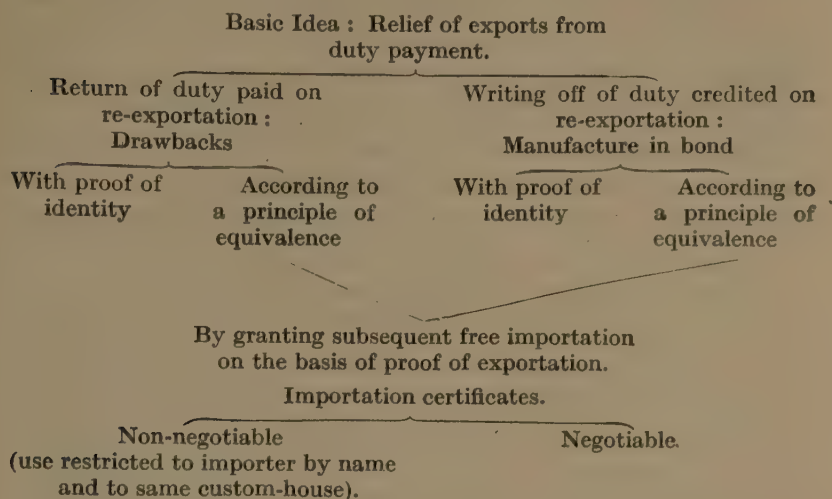 Basic Idea : Relief of exports from
duty payment.
Return of duty paid on
re-exportation :
Drawbacks
Writing off of duty credited on
re-exportation :
Manufacture in bond
With proof of
identity
According to
a principle of
equivalence
With proof of
identity
According to
a principle of
equivalence
By granting subsequent free importation
on the basis of proof of exportation.
Importation certificates.
Non-negotiable
(use restricted to importer by name
and to same custom-house).
Negotiable.